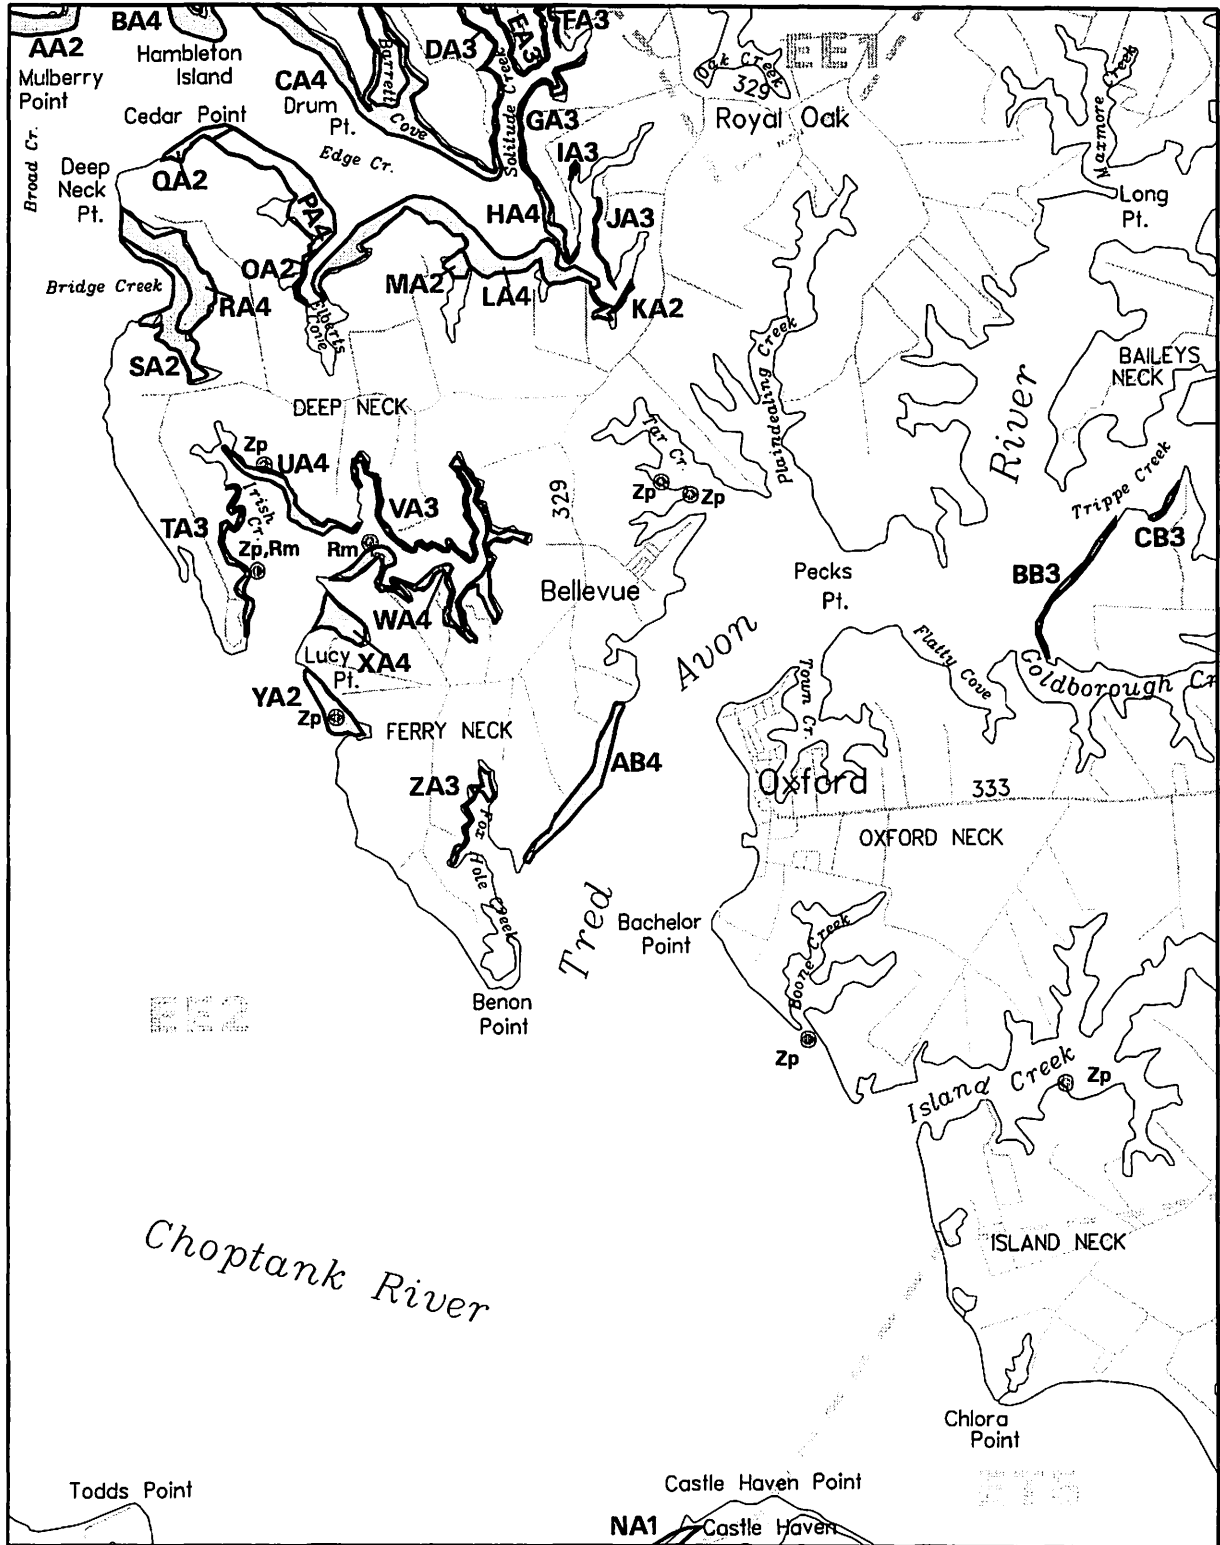 AA2
BA4
Mulberry
Point
Hambleton
Island
CA4
Drum
Pt.
Barrett
Cove
DA3
EA3
FA3
Solitude Creek
GA3
Oak Creek
329
EE1
Royal Oak
Maxmore Creek
Long
Pt.
Broad Cr.
Cedar Point
Edge Cr.
Deep
Neck
Pt.
QA2
PA4
IA3
HA4
JA3
OA2
MA2
LA4
KA2
Bridge Creek
RA4
Elberts
Cove
SA2
Plaindealing Creek
River
BAILEYS
NECK
DEEP NECK
Tar Cr.
Zp
UA4
Irish
Cr.
VA3
329
Zp
Zp
Trippe Creek
TA3
CB3
Zp,Rm
Rm
Bellevue
Pecks
Pt.
BB3
WA4
Avon
Flatty Cove
Lucy
Pt.
XA4
Town Cr.
Goldborough Cr
YA2
Zp
FERRY NECK
ZA3
Fox
Hole
Creek
AB4
Oxford
333
OXFORD NECK
Tred
Bachelor
Point
Boone Creek
EE2
Benon
Point
Zp
Island Creek
Zp
Choptank River
ISLAND NECK
Chlora
Point
Todds Point
Castle Haven Point
ET5
NA1
Castle Haven